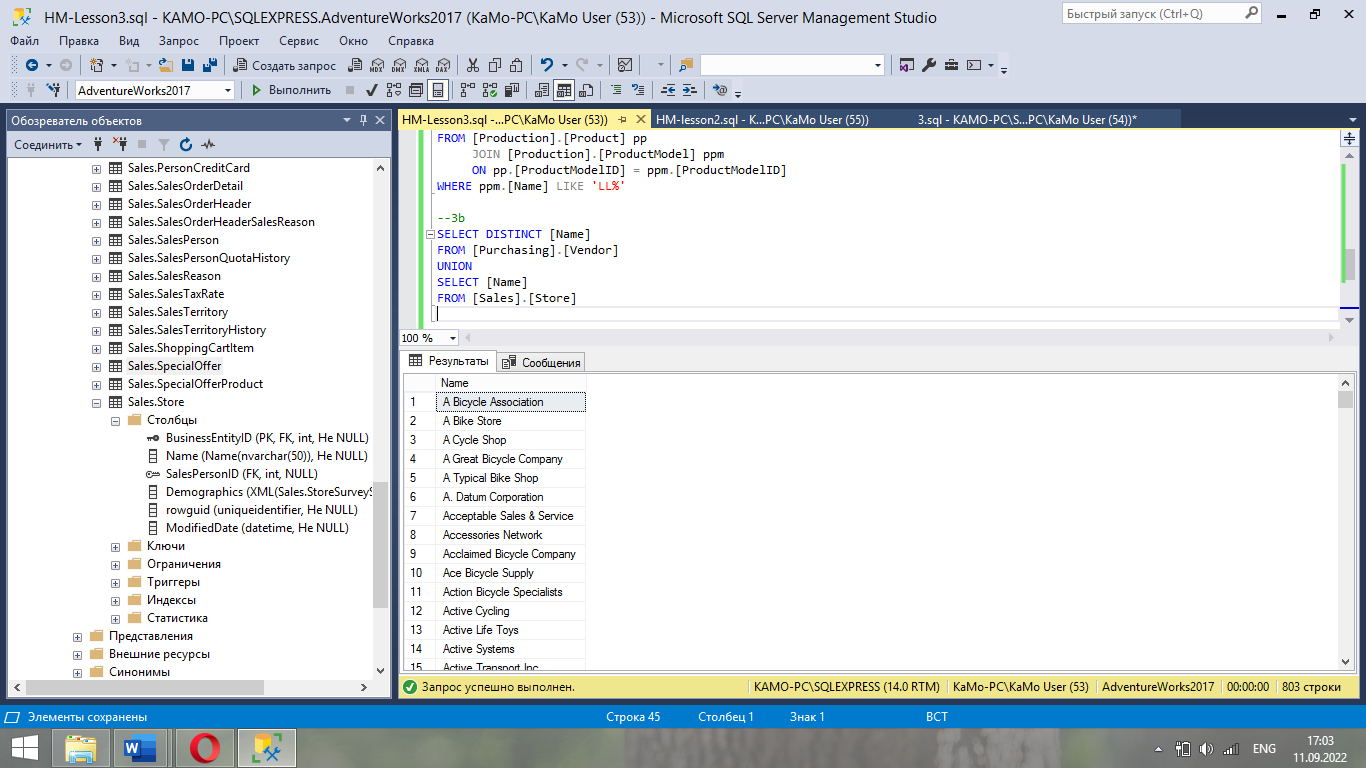 HM-Lesson3.sql - KAMO-PC\SQLEXPRESS.AdventureWorks2017 (KaMo-PC\KaMo User (53)) - Microsoft SQL Server Management Studio
Быстрый запуск (Ctrl+Q)
Файл Правка Вид Запрос Проект Сервис Окно Справка
Создать запрос MDX DMX XMLA DAX
AdventureWorks2017 Выполнить
Обозреватель объектов
Соединить
Sales.PersonCreditCard
Sales.SalesOrderDetail
Sales.SalesOrderHeader
Sales.SalesOrderHeaderSalesReason
Sales.SalesPerson
Sales.SalesPersonQuotaHistory
Sales.SalesReason
Sales.SalesTaxRate
Sales.SalesTerritory
Sales.SalesTerritoryHistory
Sales.ShoppingCartItem
Sales.SpecialOffer
Sales.SpecialOfferProduct
Sales.Store
Столбцы
BusinessEntityID (PK, FK, int, Не NULL)
Name (Name(nvarchar(50)), Не NULL)
SalesPersonID (FK, int, NULL)
Demographics (XML(Sales.StoreSurveyS
rowguid (uniqueidentifier, Не NULL)
ModifiedDate (datetime, Не NULL)
Ключи
Ограничения
Триггеры
Индексы
Статистика
Представления
Внешние ресурсы
Синонимы
HM-Lesson3.sql -...PC\KaMo User (53)) HM-lesson2.sql - K...PC\KaMo User (55)) 3.sql - KAMO-PC\S...PC\KaMo User (54))*
FROM [Production].[Product] pp
JOIN [Production].[ProductModel] ppm
ON pp.[ProductModelID] = ppm.[ProductModelID]
WHERE ppm.[Name] LIKE 'LL%'
--3b
SELECT DISTINCT [Name]
FROM [Purchasing].[Vendor]
UNION
SELECT [Name]
FROM [Sales].[Store]
100 %
Результаты Сообщения
Name
1 A Bicycle Association
2 A Bike Store
3 A Cycle Shop
4 A Great Bicycle Company
5 A Typical Bike Shop
6 A. Datum Corporation
7 Acceptable Sales & Service
8 Accessories Network
9 Acclaimed Bicycle Company
10 Ace Bicycle Supply
11 Action Bicycle Specialists
12 Active Cycling
13 Active Life Toys
14 Active Systems
15 Active Transport Inc.
Запрос успешно выполнен. KAMO-PC\SQLEXPRESS (14.0 RTM) KaMo-PC\KaMo User (53) AdventureWorks2017 00:00:00 803 строки
Элементы сохранены Строка 45 Столбец 1 Знак 1 ВСТ
ENG 17:03
11.09.2022